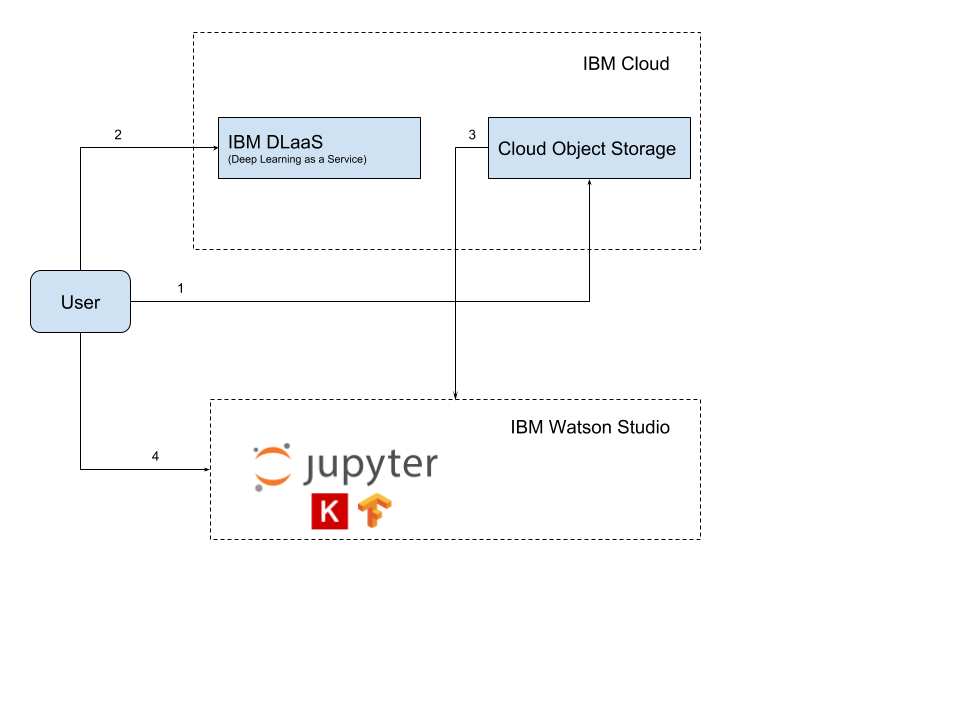 IBM Cloud
2
IBM DLaaS
(Deep Learning as a Service)
3
Cloud Object Storage
User
1
IBM Watson Studio
4
jupyter
K